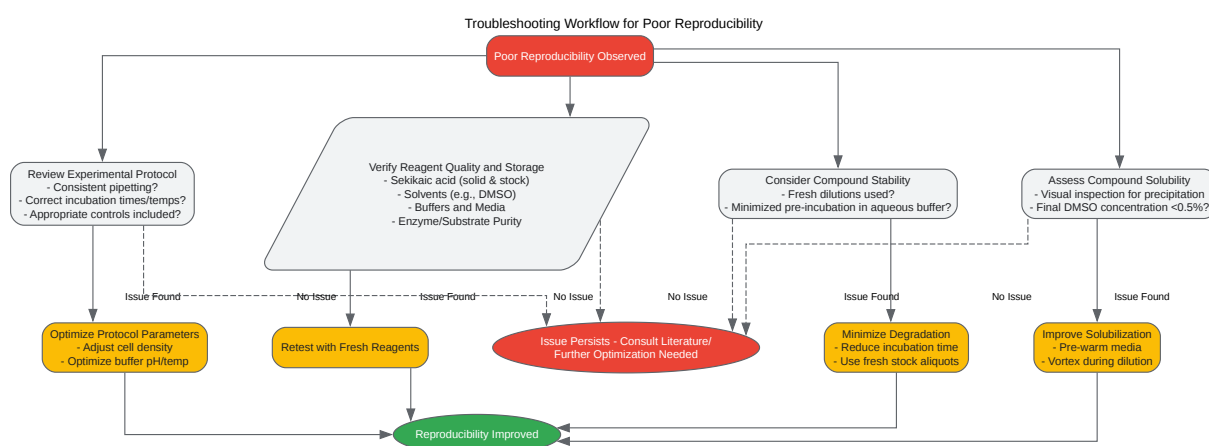 Troubleshooting Workflow for Poor Reproducibility
Poor Reproducibility Observed
Review Experimental Protocol
- Consistent pipetting?
- Correct incubation times/temps?
- Appropriate controls included?
Verify Reagent Quality and Storage
- Sekikaic acid (solid & stock)
- Solvents (e.g., DMSO)
- Buffers and Media
- Enzyme/Substrate Purity
Consider Compound Stability
- Fresh dilutions used?
- Minimized pre-incubation in aqueous buffer?
Assess Compound Solubility
- Visual inspection for precipitation
- Final DMSO concentration <0.5%?
Issue Found
No Issue
Issue Found
No Issue
No Issue
Issue Found
No Issue
Issue Found
Optimize Protocol Parameters
- Adjust cell density
- Optimize buffer pH/temp
Retest with Fresh Reagents
Issue Persists - Consult Literature/
Further Optimization Needed
Minimize Degradation
- Reduce incubation time
- Use fresh stock aliquots
Improve Solubilization
- Pre-warm media
- Vortex during dilution
Reproducibility Improved